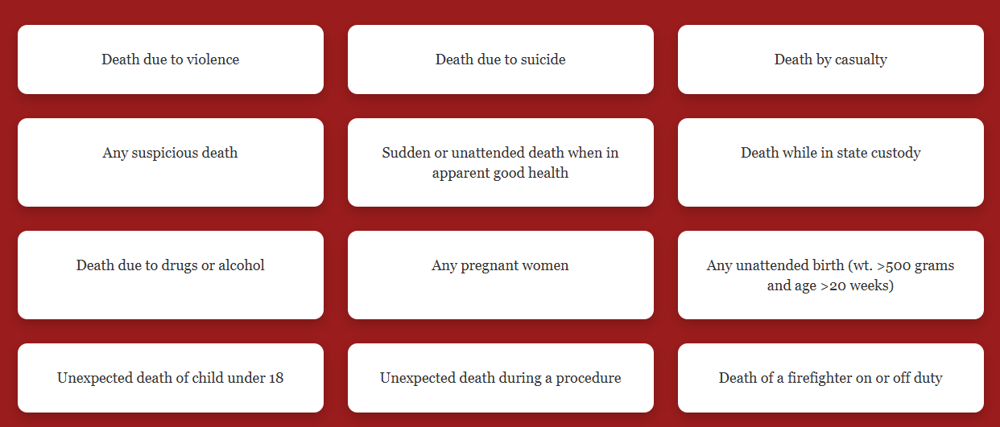 Death due to violence
Death due to suicide
Death by casualty
Any suspicious death
Sudden or unattended death when in
apparent good health
Death while in state custody
Death due to drugs or alcohol
Any pregnant women
Any unattended birth (wt. >500 grams
and age >20 weeks)
Unexpected death of child under 18
Unexpected death during a procedure
Death of a firefighter on or off duty